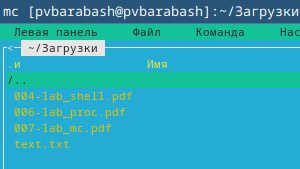 mc [pvbarabash@pvbarabash]:~/Загрузки
Левая панель Файл Команда Нас
<─ ~/Загрузки
.и Имя
/..
004-lab_shell.pdf
006-lab_proc.pdf
007-lab_mc.pdf
text.txt